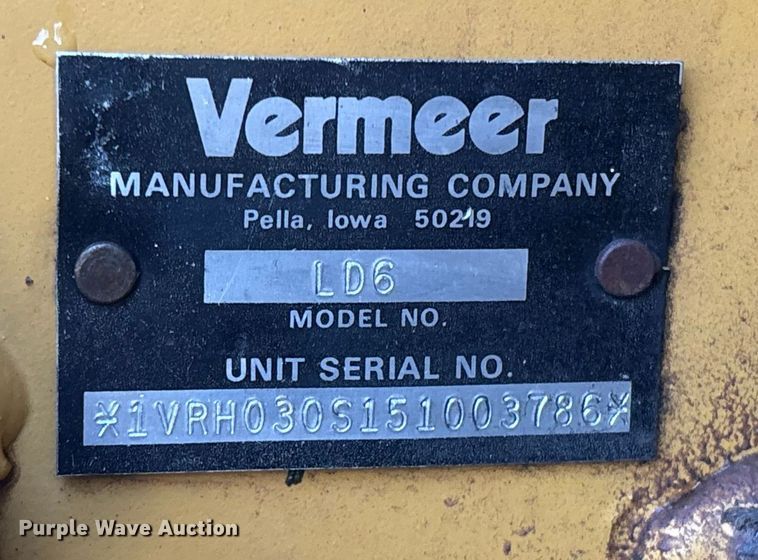 Vermeer
MANUFACTURING COMPANY
Pella, Iowa 50219
LD6
MODEL NO.
UNIT SERIAL NO.
*1VRH030S151003786*
Purple Wave Auction